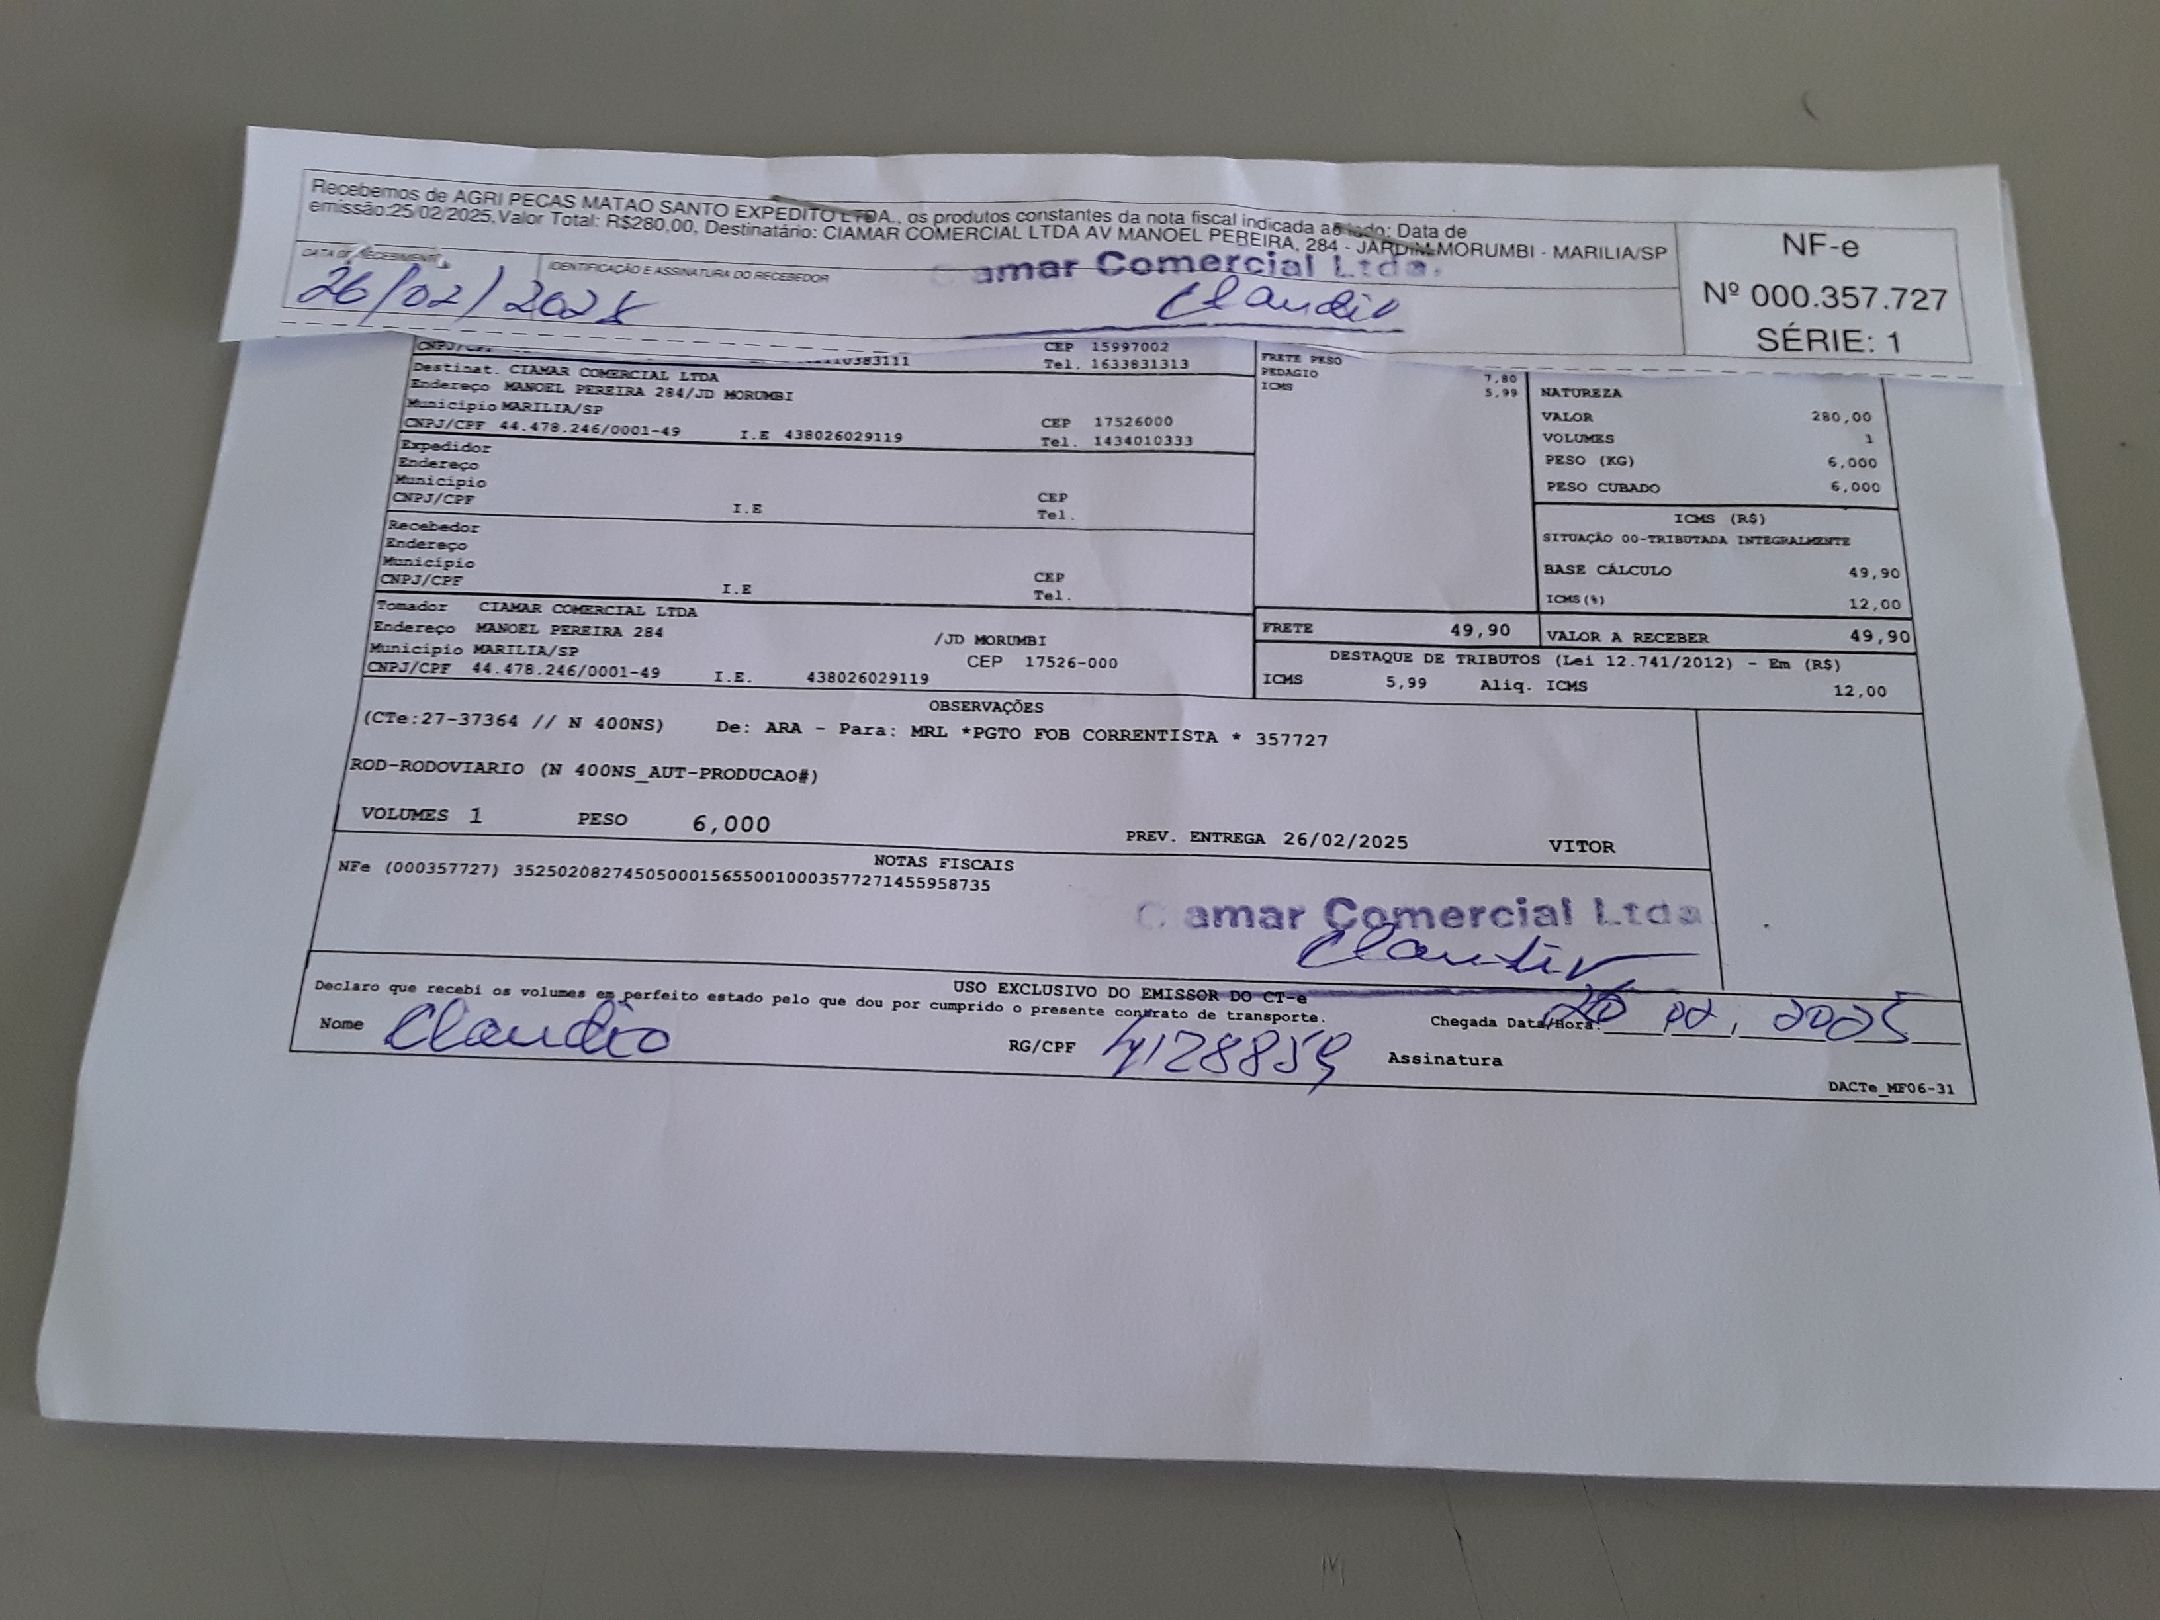 Recebemos de AGRI PECAS MATAO SANTO EXPEDITO LTDA., os produtos constantes da nota fiscal indicada ao lado: Data de
emissão:25/02/2025,Valor Total: R$280,00, Destinatário: CIAMAR COMERCIAL LTDA AV MANOEL PEREIRA, 284 - JARDIM MORUMBI - MARILIA/SP
DATA DE RECEBIMENTO
IDENTIFICAÇÃO E ASSINATURA DO RECEBEDOR
amar Comercial Ltda.
26/02/2025
Claudio
NF-e
Nº 000.357.727
SÉRIE: 1
CNPJ/CPF
110383111
CEP 15997002
Tel. 1633831313
Destinat. CIAMAR COMERCIAL LTDA
Endereço MANOEL PEREIRA 284/JD MORUMBI
Município MARILIA/SP CEP 17526000
CNPJ/CPF 44.478.246/0001-49 I.E 438026029119 Tel. 1434010333
Expedidor
Endereço
Município CEP
CNPJ/CPF I.E Tel.
Recebedor
Endereço
Município CEP
CNPJ/CPF I.E Tel.
Tomador CIAMAR COMERCIAL LTDA
Endereço MANOEL PEREIRA 284 /JD MORUMBI
Município MARILIA/SP CEP 17526-000
CNPJ/CPF 44.478.246/0001-49 I.E. 438026029119
FRETE PESO
PEDAGIO 7,80
ICMS 5,99
FRETE 49,90
NATUREZA
VALOR 280,00
VOLUMES 1
PESO (KG) 6,000
PESO CUBADO 6,000
ICMS (R$)
SITUAÇÃO 00-TRIBUTADA INTEGRALMENTE
BASE CÁLCULO 49,90
ICMS(%) 12,00
VALOR A RECEBER 49,90
DESTAQUE DE TRIBUTOS (Lei 12.741/2012) - Em (R$)
ICMS 5,99 Aliq. ICMS 12,00
OBSERVAÇÕES
(CTe:27-37364 // N 400NS) De: ARA - Para: MRL *PGTO FOB CORRENTISTA * 357727
ROD-RODOVIARIO (N 400NS_AUT-PRODUCAO#)
VOLUMES 1 PESO 6,000 PREV. ENTREGA 26/02/2025 VITOR
NOTAS FISCAIS
NFe (000357727) 35250208274505000156550010003577271455958735
amar Comercial Ltda
USO EXCLUSIVO DO EMISSOR DO CT-e
Declaro que recebi os volumes em perfeito estado pelo que dou por cumprido o presente contrato de transporte.
Chegada Data/Hora: 26 02, 2025
Nome Claudio RG/CPF 4128859 Assinatura
DACTe_MF06-31